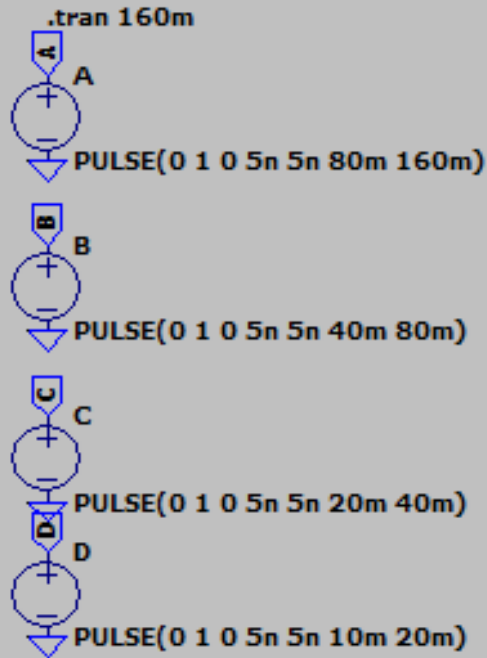 .tran 160m
A
A
PULSE(0 1 0 5n 5n 80m 160m)
B
B
PULSE(0 1 0 5n 5n 40m 80m)
C
C
PULSE(0 1 0 5n 5n 20m 40m)
D
D
PULSE(0 1 0 5n 5n 10m 20m)